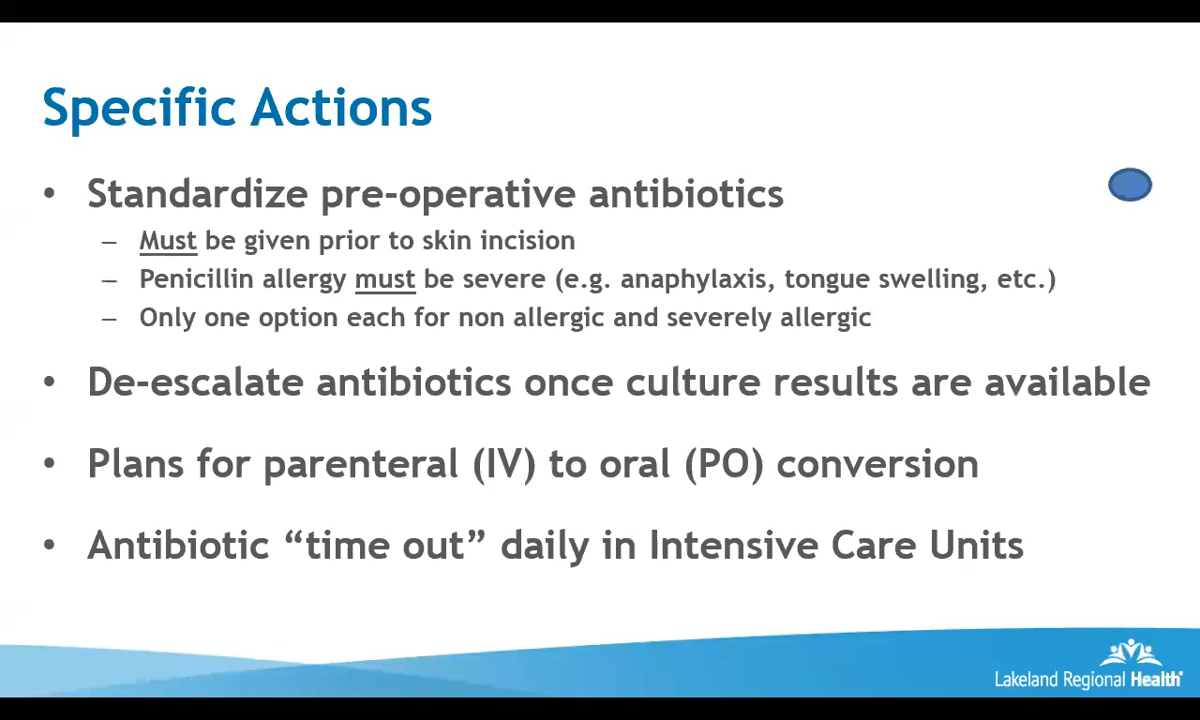 Specific Actions
• Standardize pre-operative antibiotics
– Must be given prior to skin incision
– Penicillin allergy must be severe (e.g. anaphylaxis, tongue swelling, etc.)
– Only one option each for non allergic and severely allergic
• De-escalate antibiotics once culture results are available
• Plans for parenteral (IV) to oral (PO) conversion
• Antibiotic “time out” daily in Intensive Care Units
Lakeland Regional Health